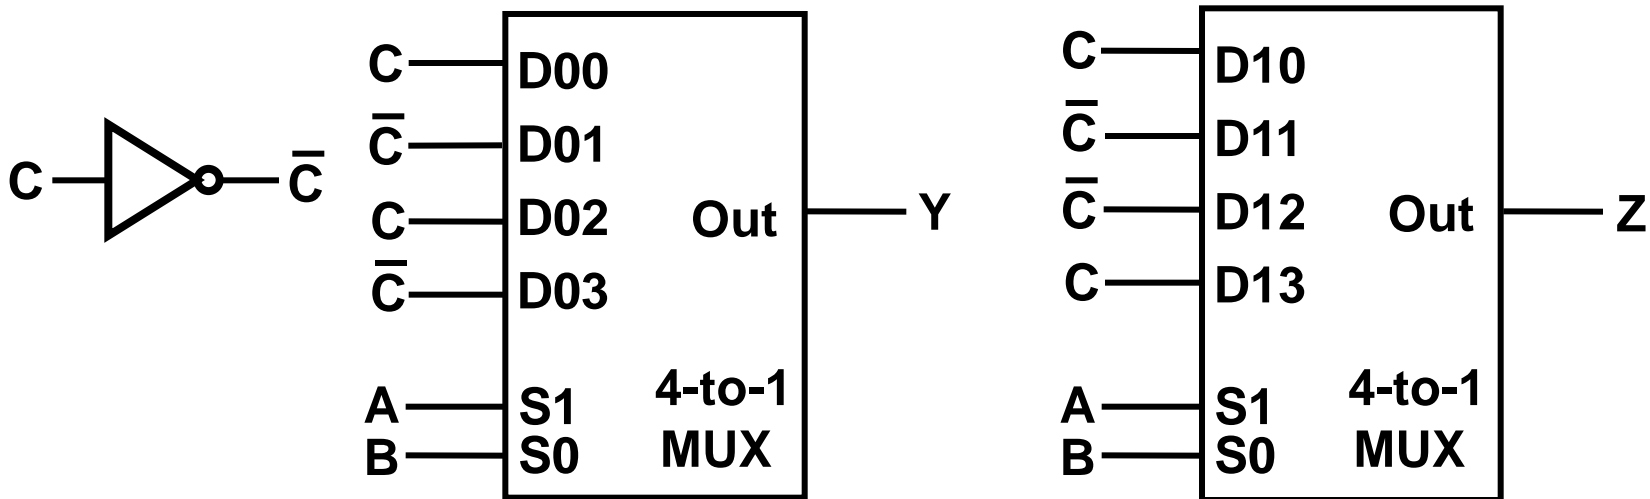 C
C̅
C
C̅
C
C̅
A
B
D00
D01
D02
D03
S1
S0
Out
4-to-1
MUX
Y
C
C̅
C̅
C
A
B
D10
D11
D12
D13
S1
S0
Out
4-to-1
MUX
Z